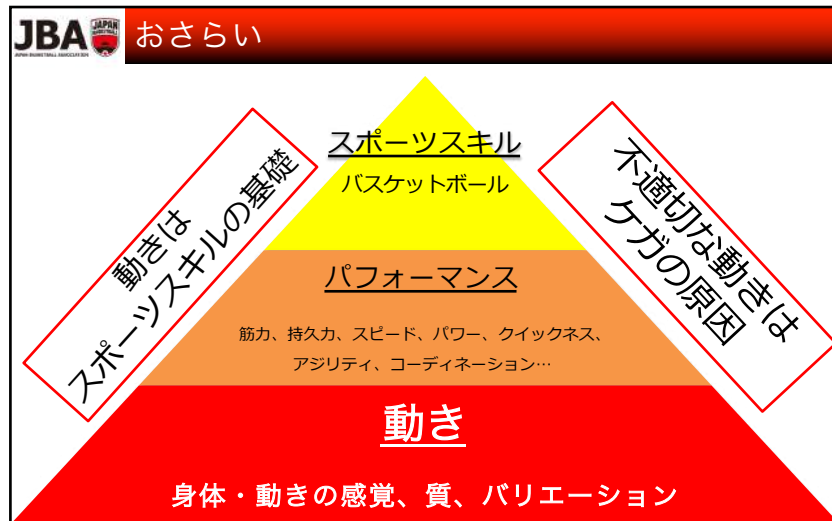 JBA
JAPAN BASKETBALL
JAPAN BASKETBALL ASSOCIATION
おさらい
動きは
スポーツスキルの基礎
スポーツスキル
バスケットボール
不適切な動きは
ケガの原因
パフォーマンス
筋力、持久力、スピード、パワー、クイックネス、
アジリティ、コーディネーション…
動き
身体・動きの感覚、質、バリエーション